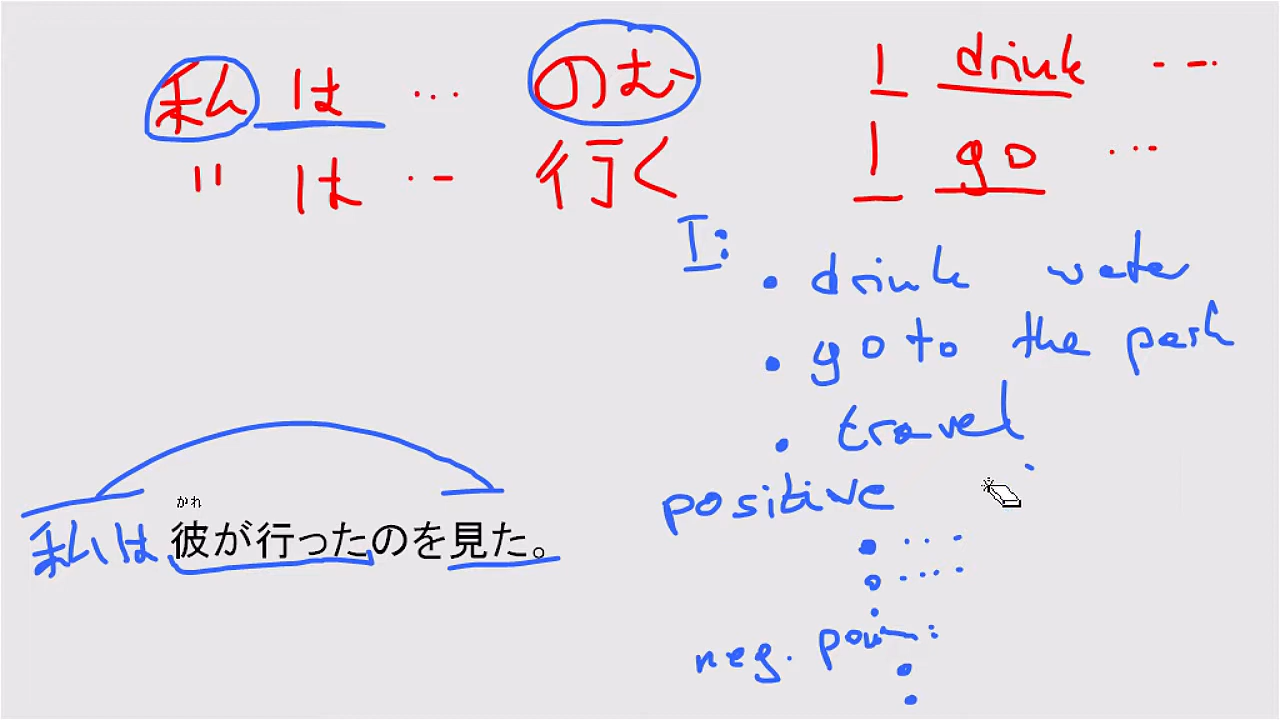 私は … のむ
〃は … 行く
I drink …
I go …
I:
• drink water
• go to the park
• travel
positive
• ....
• ....
•
neg. :
•
•
かれ
私は彼が行ったのを見た。